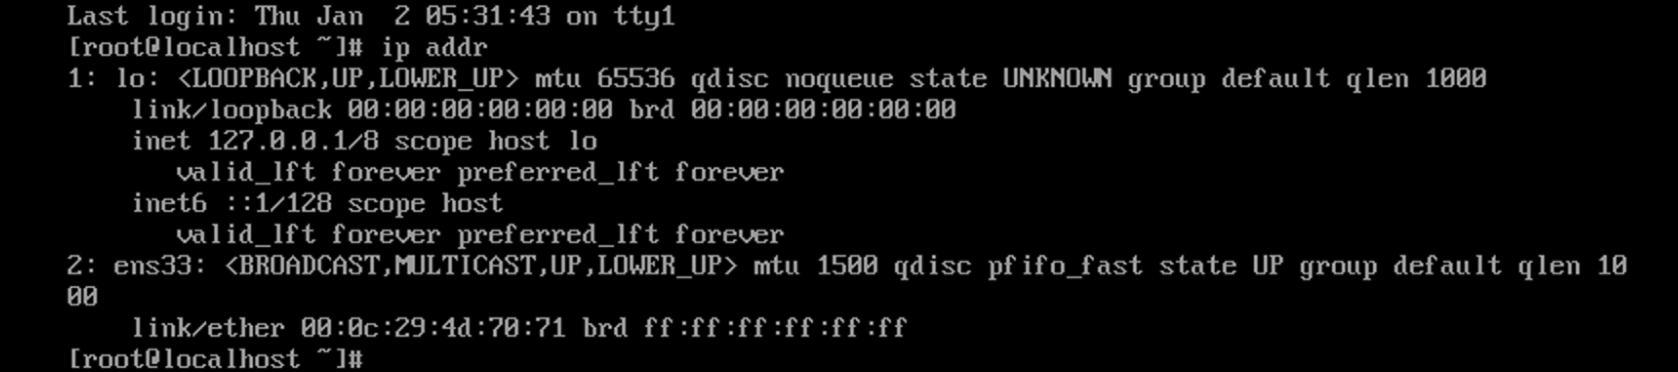 Last login: Thu Jan  2 05:31:43 on tty1
[root@localhost ~]# ip addr
1: lo: <LOOPBACK,UP,LOWER_UP> mtu 65536 qdisc noqueue state UNKNOWN group default qlen 1000
    link/loopback 00:00:00:00:00:00 brd 00:00:00:00:00:00
    inet 127.0.0.1/8 scope host lo
       valid_lft forever preferred_lft forever
    inet6 ::1/128 scope host
       valid_lft forever preferred_lft forever
2: ens33: <BROADCAST,MULTICAST,UP,LOWER_UP> mtu 1500 qdisc pfifo_fast state UP group default qlen 10
00
    link/ether 00:0c:29:4d:70:71 brd ff:ff:ff:ff:ff:ff
[root@localhost ~]#